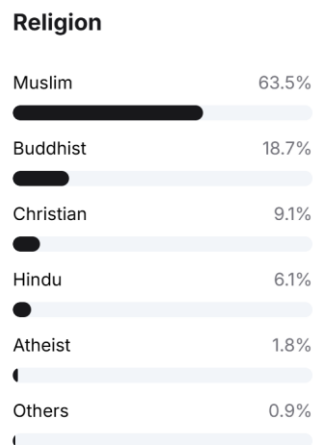 Religion
Muslim 63.5%
Buddhist 18.7%
Christian 9.1%
Hindu 6.1%
Atheist 1.8%
Others 0.9%